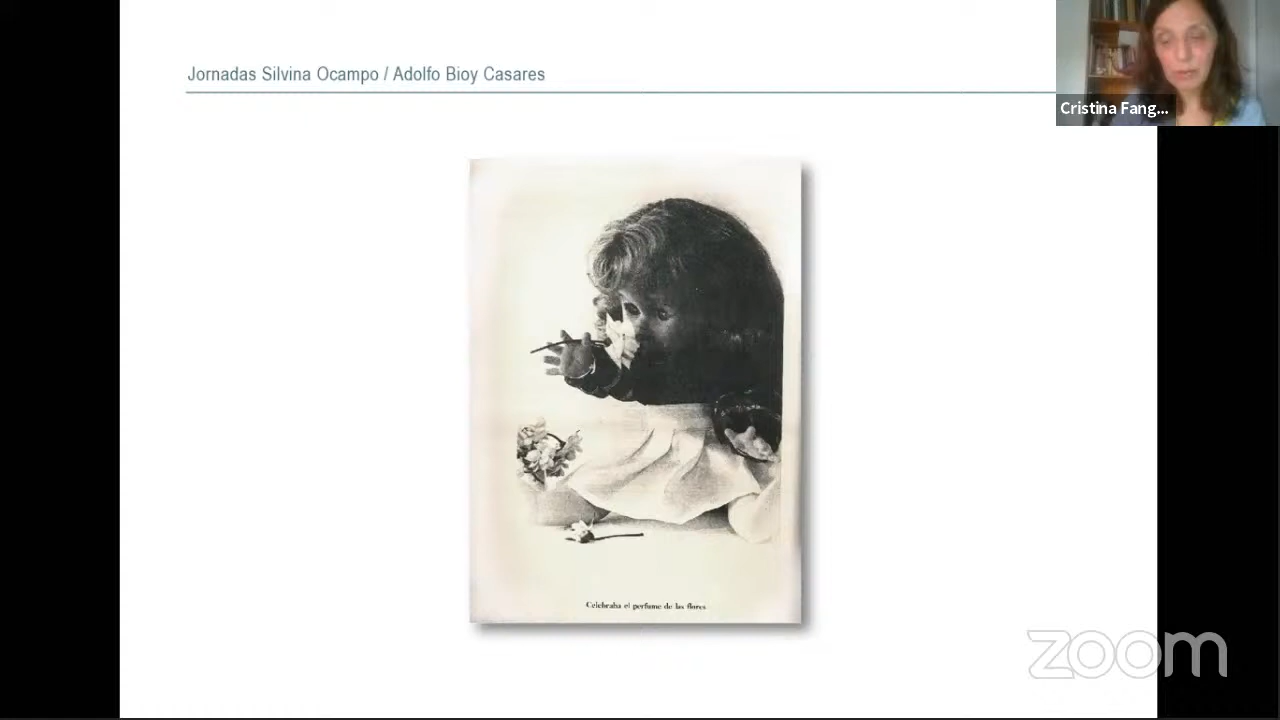 Jornadas Silvina Ocampo / Adolfo Bioy Casares
Cristina Fang...
Celebraba el perfume de las flores
zoom